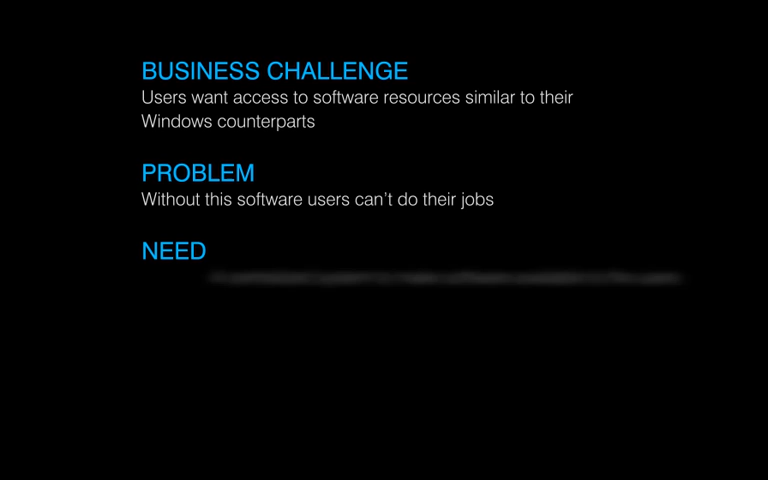 BUSINESS CHALLENGE
Users want access to software resources similar to their
Windows counterparts
PROBLEM
Without this software users can’t do their jobs
NEED